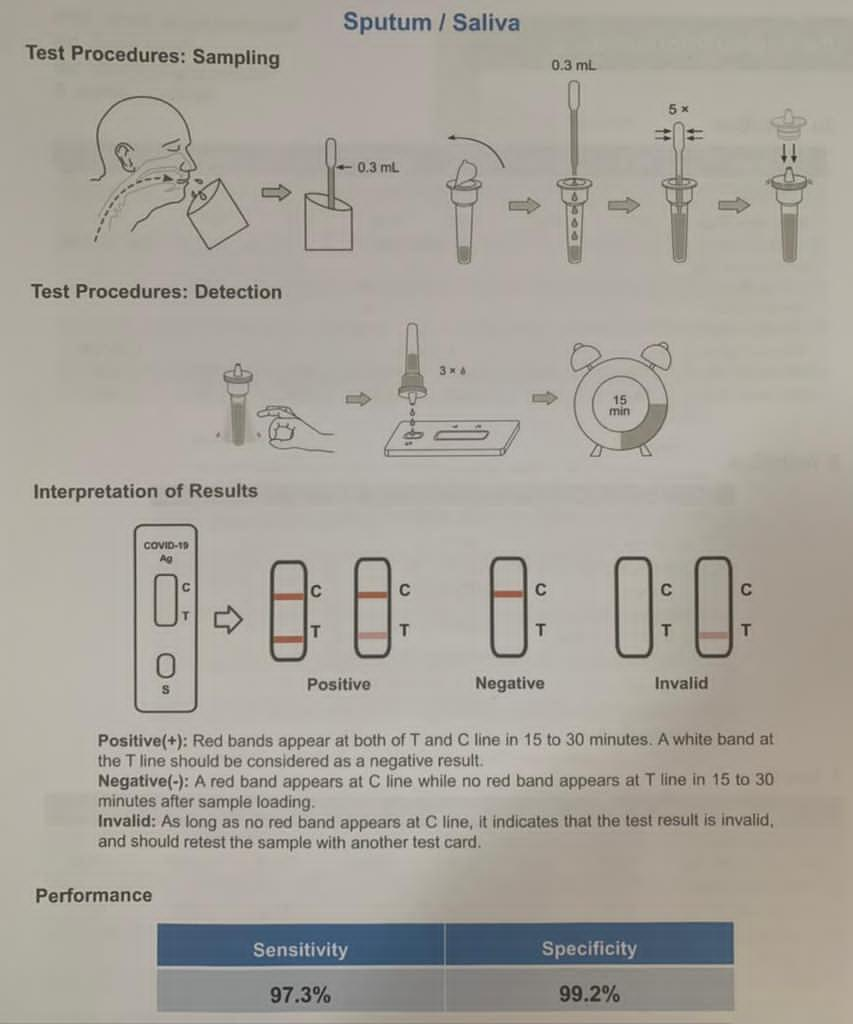 Sputum / Saliva
Test Procedures: Sampling
0.3 mL
0.3 mL
5 ×
Test Procedures: Detection
3 ×
15
min
Interpretation of Results
COVID-19
Ag
C
T
S
C
T
C
T
C
T
C
T
C
T
Positive
Negative
Invalid
Positive(+): Red bands appear at both of T and C line in 15 to 30 minutes. A white band at
the T line should be considered as a negative result.
Negative(-): A red band appears at C line while no red band appears at T line in 15 to 30
minutes after sample loading.
Invalid: As long as no red band appears at C line, it indicates that the test result is invalid,
and should retest the sample with another test card.
Performance
Sensitivity
Specificity
97.3%
99.2%